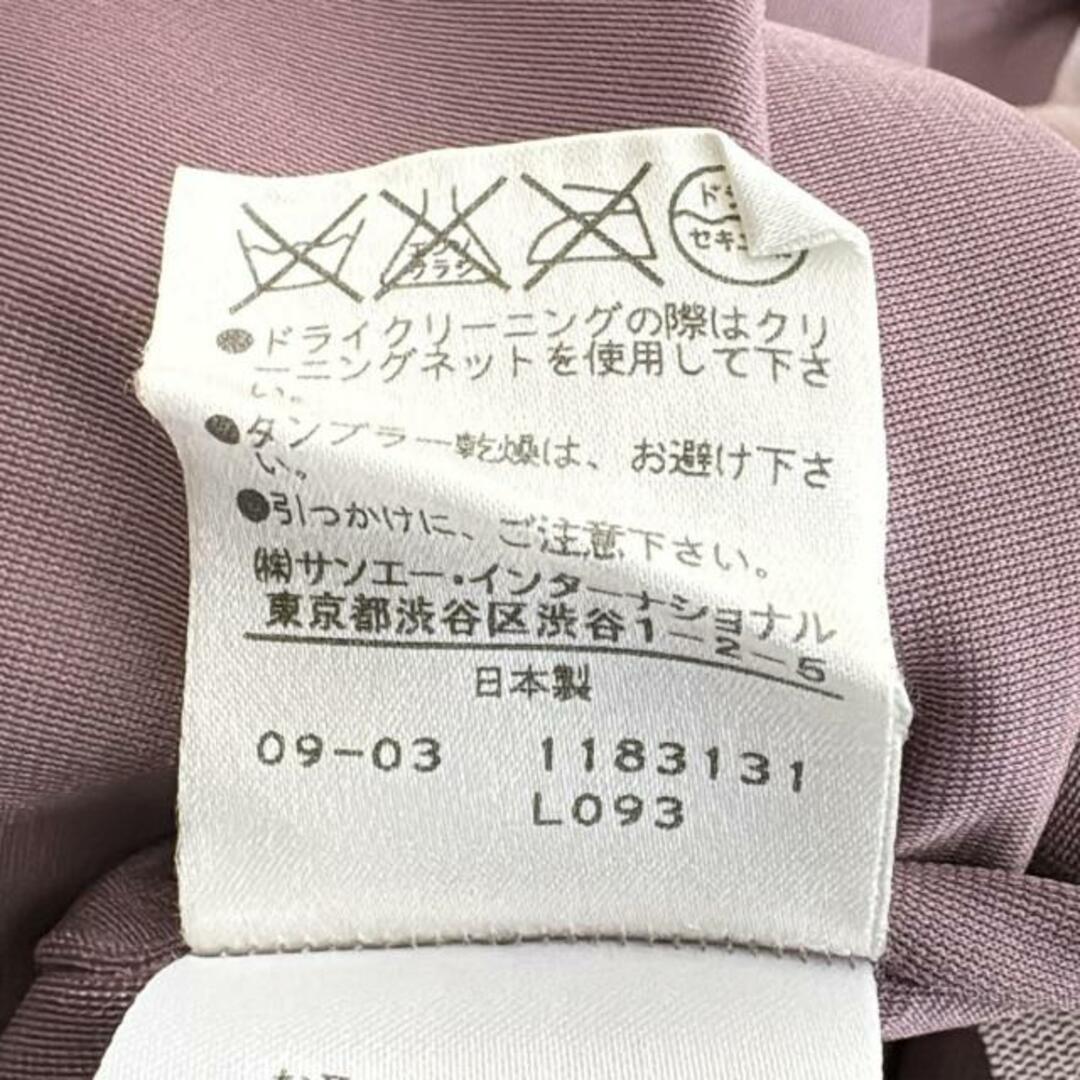 セキユ系
●ドライクリーニングの際はクリ
ーニングネットを使用して下さ
い。
●タンブラー乾燥は、お避け下さ
い。
●引っかけに、ご注意下さい。
㈱サンエー・インターナショナル
東京都渋谷区渋谷1-2-5
日本製
09-03 1183131
L093